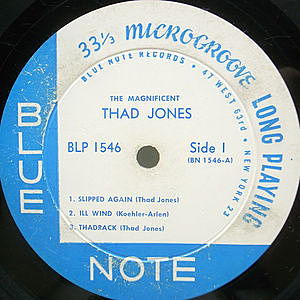 33⅓ MICROGROOVE LONG PLAYING
BLUE NOTE RECORDS • 47 WEST 63rd • NEW YORK 23
THE MAGNIFICENT
THAD JONES
BLP 1546 Side 1
(BN 1546-A)
1. SLIPPED AGAIN (Thad Jones)
2. ILL WIND (Koehler-Arlen)
3. THADRACK (Thad Jones)
BLUE
NOTE